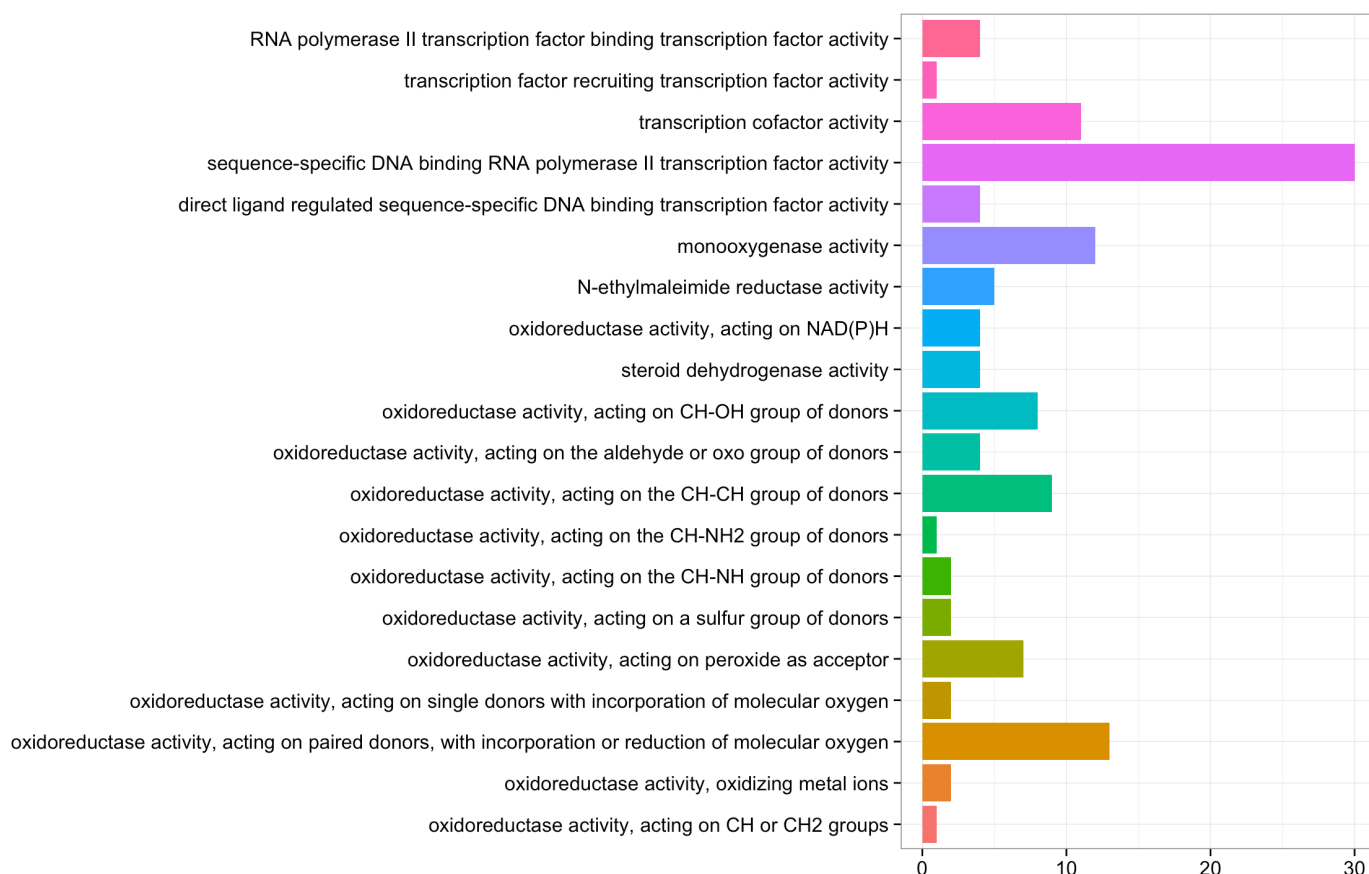 RNA polymerase II transcription factor binding transcription factor activity
transcription factor recruiting transcription factor activity
transcription cofactor activity
sequence-specific DNA binding RNA polymerase II transcription factor activity
direct ligand regulated sequence-specific DNA binding transcription factor activity
monooxygenase activity
N-ethylmaleimide reductase activity
oxidoreductase activity, acting on NAD(P)H
steroid dehydrogenase activity
oxidoreductase activity, acting on CH-OH group of donors
oxidoreductase activity, acting on the aldehyde or oxo group of donors
oxidoreductase activity, acting on the CH-CH group of donors
oxidoreductase activity, acting on the CH-NH2 group of donors
oxidoreductase activity, acting on the CH-NH group of donors
oxidoreductase activity, acting on a sulfur group of donors
oxidoreductase activity, acting on peroxide as acceptor
oxidoreductase activity, acting on single donors with incorporation of molecular oxygen
oxidoreductase activity, acting on paired donors, with incorporation or reduction of molecular oxygen
oxidoreductase activity, oxidizing metal ions
oxidoreductase activity, acting on CH or CH2 groups
0 10 20 30